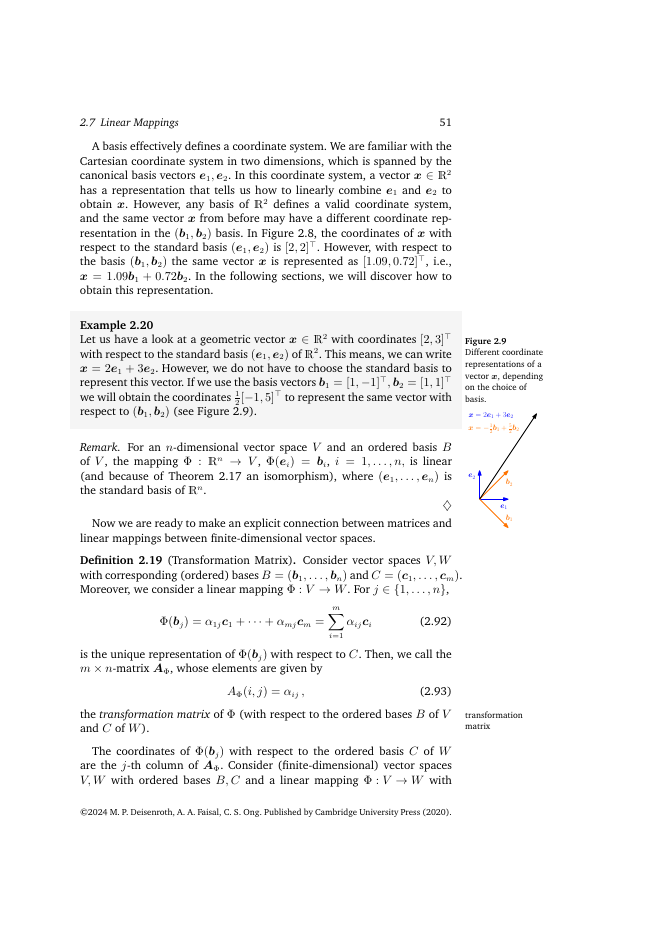 2.7 Linear Mappings 51
A basis effectively defines a coordinate system. We are familiar with the
Cartesian coordinate system in two dimensions, which is spanned by the
canonical basis vectors e₁, e₂. In this coordinate system, a vector x ∈ ℝ²
has a representation that tells us how to linearly combine e₁ and e₂ to
obtain x. However, any basis of ℝ² defines a valid coordinate system,
and the same vector x from before may have a different coordinate rep-
resentation in the (b₁, b₂) basis. In Figure 2.8, the coordinates of x with
respect to the standard basis (e₁, e₂) is [2, 2]⊤. However, with respect to
the basis (b₁, b₂) the same vector x is represented as [1.09, 0.72]⊤, i.e.,
x = 1.09b₁ + 0.72b₂. In the following sections, we will discover how to
obtain this representation.
Example 2.20
Let us have a look at a geometric vector x ∈ ℝ² with coordinates [2, 3]⊤
with respect to the standard basis (e₁, e₂) of ℝ². This means, we can write
x = 2e₁ + 3e₂. However, we do not have to choose the standard basis to
represent this vector. If we use the basis vectors b₁ = [1, −1]⊤, b₂ = [1, 1]⊤
we will obtain the coordinates ½[−1, 5]⊤ to represent the same vector with
respect to (b₁, b₂) (see Figure 2.9).
Figure 2.9
Different coordinate
representations of a
vector x, depending
on the choice of
basis.
x = 2e₁ + 3e₂
x = −½b₁ + 5/2b₂
e₂
b₂
e₁
b₁
Remark. For an n-dimensional vector space V and an ordered basis B
of V, the mapping Φ : ℝⁿ → V, Φ(eᵢ) = bᵢ, i = 1, . . . , n, is linear
(and because of Theorem 2.17 an isomorphism), where (e₁, . . . , eₙ) is
the standard basis of ℝⁿ.
♢
Now we are ready to make an explicit connection between matrices and
linear mappings between finite-dimensional vector spaces.
Definition 2.19 (Transformation Matrix). Consider vector spaces V, W
with corresponding (ordered) bases B = (b₁, . . . , bₙ) and C = (c₁, . . . , cₘ).
Moreover, we consider a linear mapping Φ : V → W. For j ∈ {1, . . . , n},
Φ(bⱼ) = α₁ⱼc₁ + · · · + αₘⱼcₘ = ∑ᵢ₌₁ᵐ αᵢⱼcᵢ (2.92)
is the unique representation of Φ(bⱼ) with respect to C. Then, we call the
m × n-matrix A_Φ, whose elements are given by
A_Φ(i, j) = αᵢⱼ , (2.93)
the transformation matrix of Φ (with respect to the ordered bases B of V
and C of W).
transformation
matrix
The coordinates of Φ(bⱼ) with respect to the ordered basis C of W
are the j-th column of A_Φ. Consider (finite-dimensional) vector spaces
V, W with ordered bases B, C and a linear mapping Φ : V → W with
©2024 M. P. Deisenroth, A. A. Faisal, C. S. Ong. Published by Cambridge University Press (2020).